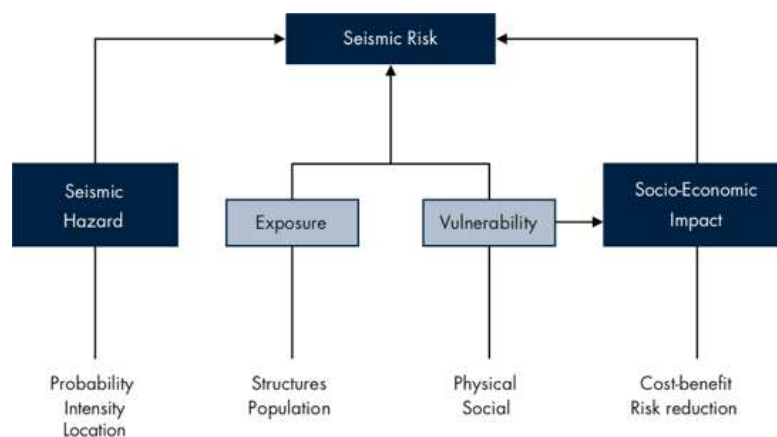 Seismic Risk
Seismic
Hazard
Exposure
Vulnerability
Socio-Economic
Impact
Probability
Intensity
Location
Structures
Population
Physical
Social
Cost-benefit
Risk reduction